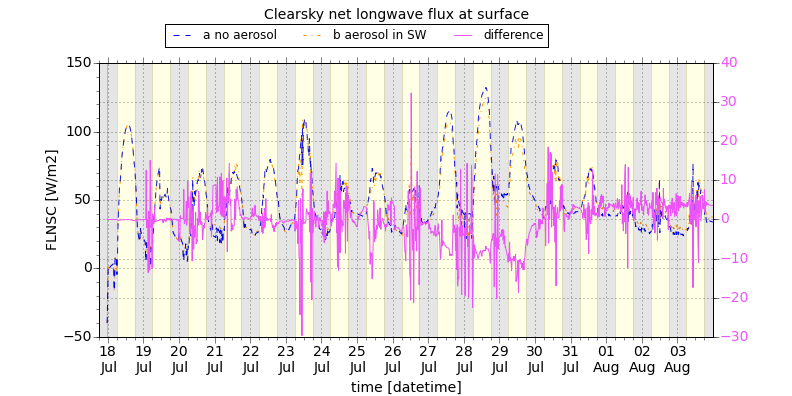 Clearsky net longwave flux at surface
a no aerosol b aerosol in SW difference
150
100
50
0
−50
FLNSC [W/m2]
40
30
20
10
0
−10
−20
−30
18 19 20 21 22 23 24 25 26 27 28 29 30 31 01 02 03
Jul Jul Jul Jul Jul Jul Jul Jul Jul Jul Jul Jul Jul Jul Aug Aug Aug
time [datetime]